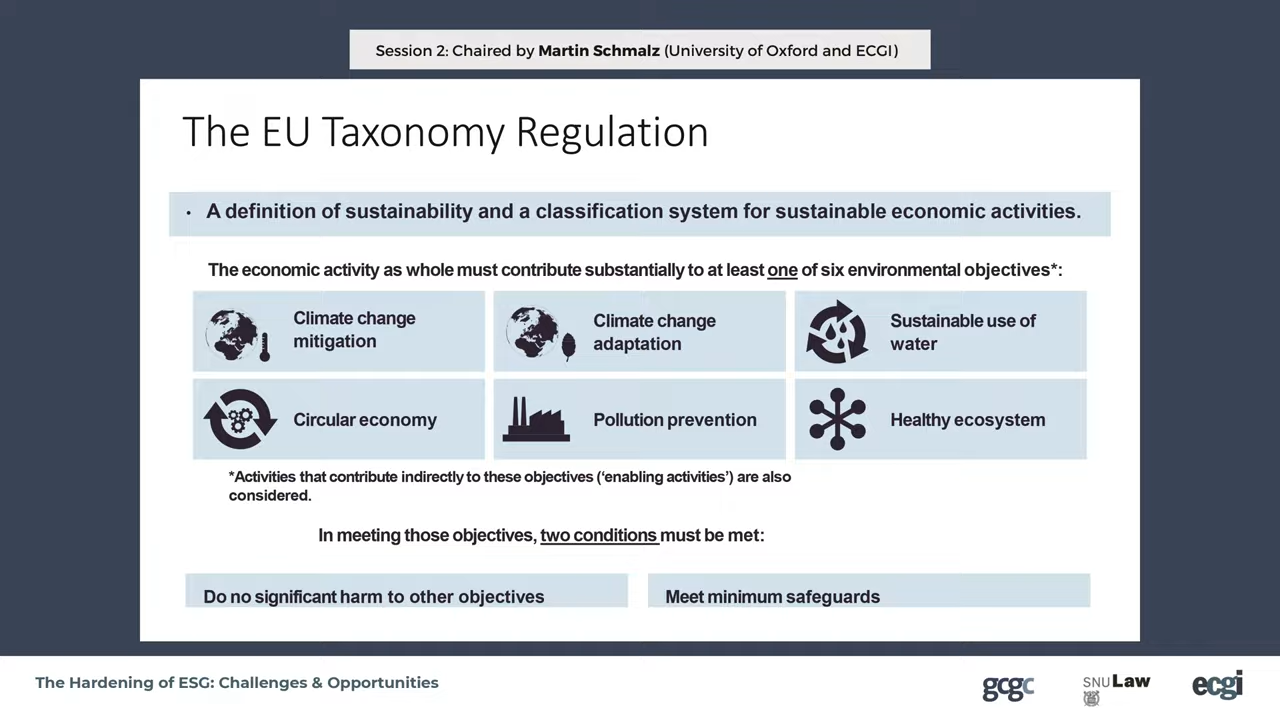 Session 2: Chaired by Martin Schmalz (University of Oxford and ECGI)
The EU Taxonomy Regulation
• A definition of sustainability and a classification system for sustainable economic activities.
The economic activity as whole must contribute substantially to at least one of six environmental objectives*:
Climate change
mitigation
Climate change
adaptation
Sustainable use of
water
Circular economy
Pollution prevention
Healthy ecosystem
*Activities that contribute indirectly to these objectives (‘enabling activities’) are also
considered.
In meeting those objectives, two conditions must be met:
Do no significant harm to other objectives
Meet minimum safeguards
The Hardening of ESG: Challenges & Opportunities
gcgc
SNU Law
ecgi